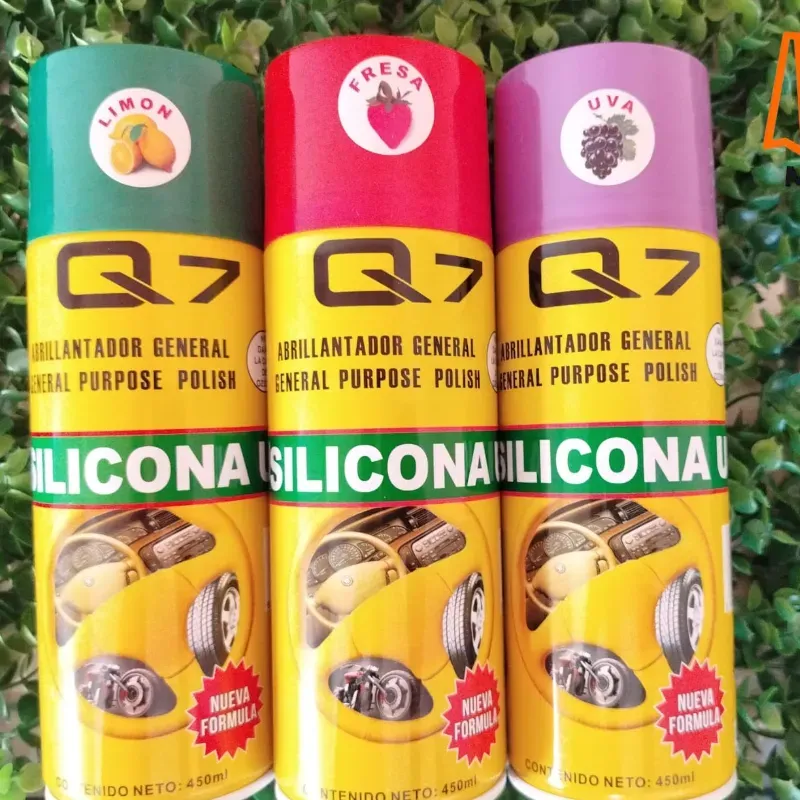 LIMON
Q7
ABRILLANTADOR GENERAL
GENERAL PURPOSE POLISH
SILICONA U
NUEVA
FORMULA
CONTENIDO NETO: 450ml
FRESA
Q7
ABRILLANTADOR GENERAL
GENERAL PURPOSE POLISH
SILICONA
NUEVA
FORMULA
CONTENIDO NETO: 450ml
UVA
Q7
ABRILLANTADOR GENERAL
GENERAL PURPOSE POLISH
SILICONA U
NUEVA
FORMULA
CONTENIDO NETO: 450ml